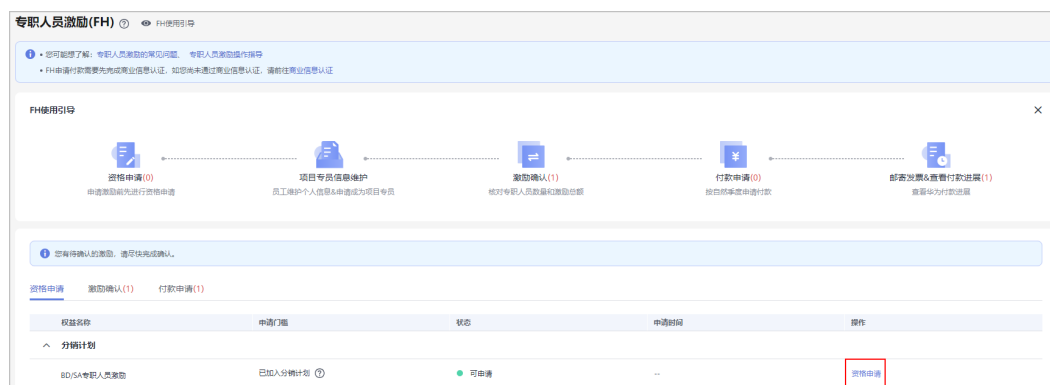 专职人员激励(FH) FH使用引导
• 您可能想了解：专职人员激励的常见问题、 专职人员激励操作指导
• FH申请付款需要先完成商业信息认证，如您尚未通过商业信息认证，请前往商业信息认证
FH使用引导
资格申请(0) 项目专员信息维护 激励确认(1) 付款申请(0) 邮寄发票&查看付款进展(1)
申请激励前先进行资格申请 员工维护个人信息&申请成为项目专员 核对专职人员数量和激励总额 按自然季度申请付款 查看华为付款进展
您有待确认的激励，请尽快完成确认。
资格申请 激励确认(1) 付款申请(1)
权益名称 申请门槛 状态 申请时间 操作
分销计划
BD/SA专职人员激励 已加入分销计划 可申请 -- 资格申请